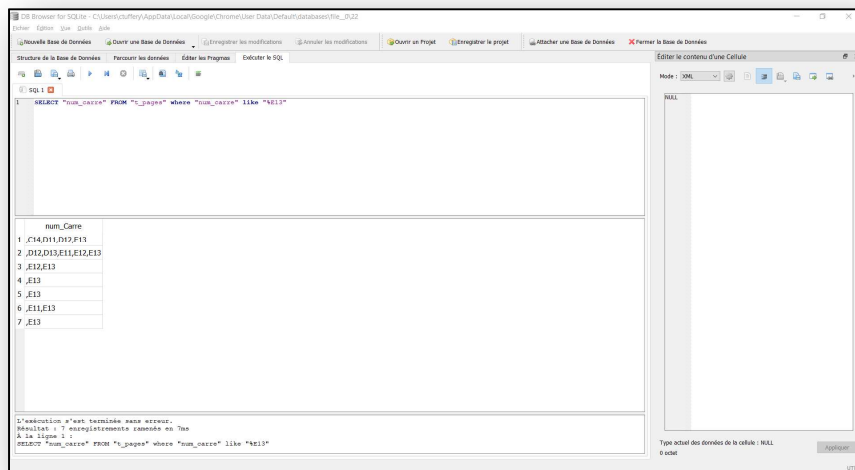 DB Browser for SQLite - C:\Users\ctuffery\AppData\Local\Google\Chrome\User Data\Default\databases\file_0\22
Fichier Edition Vue Outils Aide
Nouvelle Base de Données Ouvrir une Base de Données Enregistrer les modifications Annuler les modifications Ouvrir un Projet Enregistrer le projet Attacher une Base de Données Fermer la Base de Données
Structure de la Base de Données Parcourir les données Éditer les Pragmas Exécuter le SQL
Éditer le contenu d'une Cellule
Mode : XML
SQL 1
1 SELECT "num_carre" FROM "t_pages" where "num_carre" like "%E13"
NULL
num_Carre
1 ,C14,D11,D12,E13
2 ,D12,D13,E11,E12,E13
3 ,E12,E13
4 ,E13
5 ,E13
6 ,E11,E13
7 ,E13
L'exécution s'est terminée sans erreur.
Résultat : 7 enregistrements ramenés en 7ms
À la ligne 1 :
SELECT "num_carre" FROM "t_pages" where "num_carre" like "%E13"
Type actuel des données de la cellule : NULL
0 octet
Appliquer